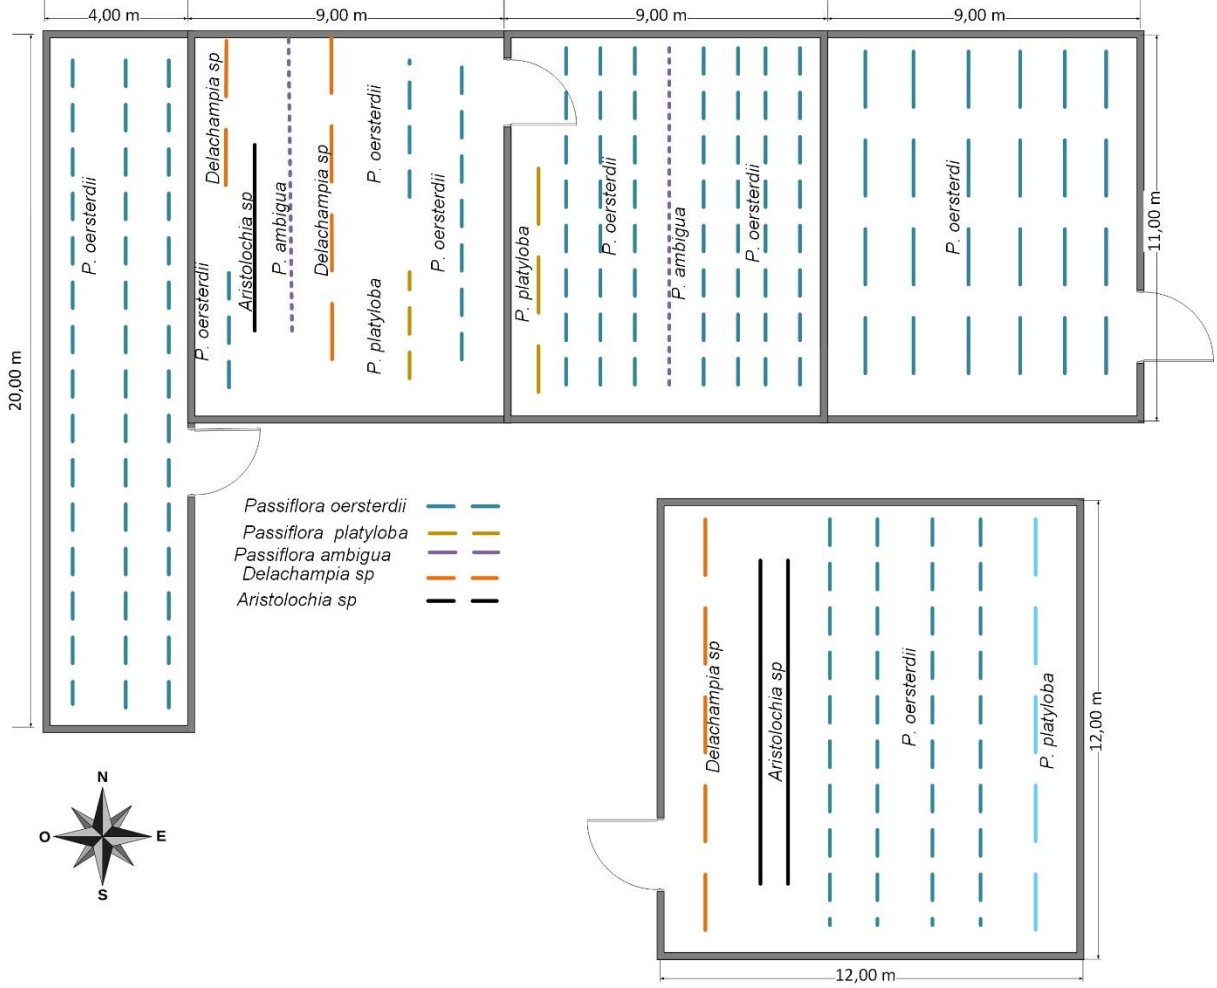 4,00 m
9,00 m
9,00 m
9,00 m
20,00 m
11,00 m
P. oersterdii
Delachampia sp
P. oersterdii
Aristolochia sp
P. ambigua
Delachampia sp
P. oersterdii
P. platyloba
P. oersterdii
P. platyloba
P. oersterdii
P. ambigua
P. oersterdii
P. oersterdi
Passiflora oersterdii
Passiflora platyloba
Passiflora ambigua
Delachampia sp
Aristolochia sp
Delachampia sp
Aristolochia sp
P. oersterdii
P. platyloba
12,00 m
12,00 m
N
O
E
S